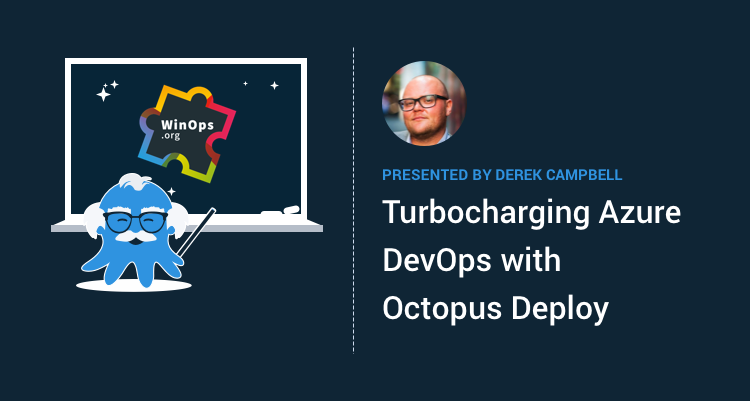 WinOps
.org
PRESENTED BY DEREK CAMPBELL
Turbocharging Azure
DevOps with
Octopus Deploy